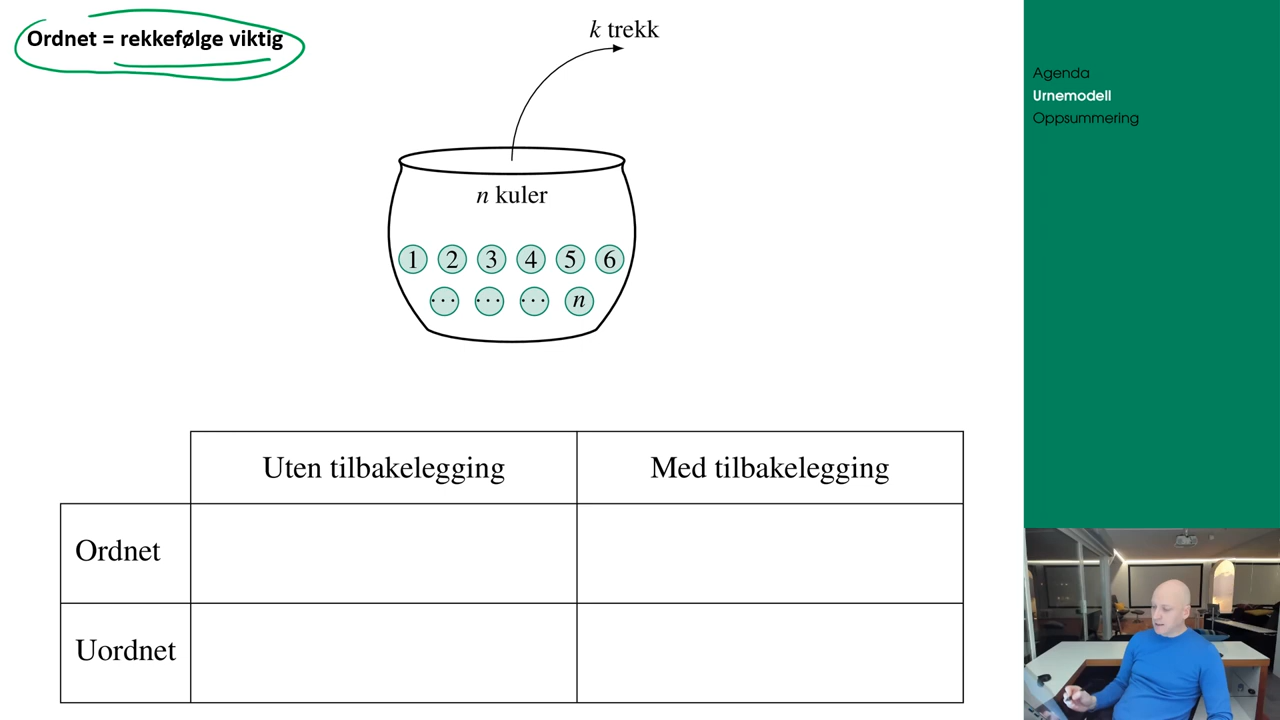 Ordnet = rekkefølge viktig
k trekk
n kuler
1 2 3 4 5 6
... ... ... n
Uten tilbakelegging Med tilbakelegging
Ordnet
Uordnet
Agenda
Urnemodell
Oppsummering